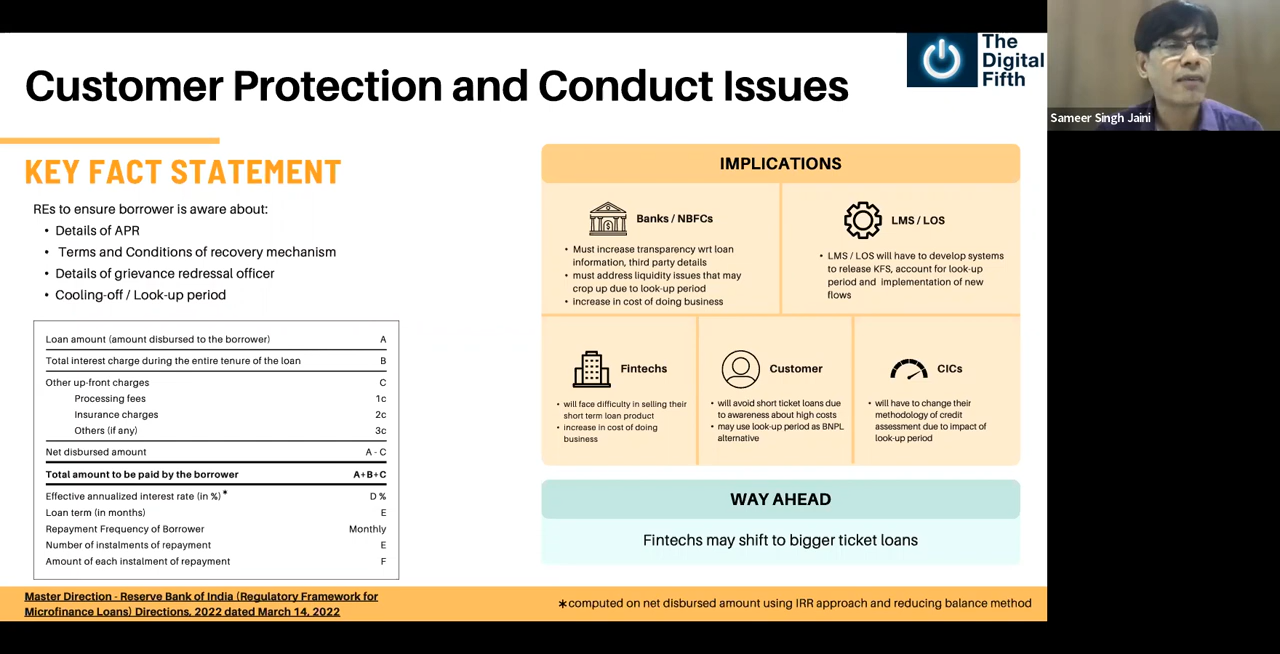 Customer Protection and Conduct Issues
The
Digital
Fifth
Sameer Singh Jaini
KEY FACT STATEMENT
REs to ensure borrower is aware about:
• Details of APR
• Terms and Conditions of recovery mechanism
• Details of grievance redressal officer
• Cooling-off / Look-up period
Loan amount (amount disbursed to the borrower) A
Total interest charge during the entire tenure of the loan B
Other up-front charges C
Processing fees 1c
Insurance charges 2c
Others (if any) 3c
Net disbursed amount A - C
Total amount to be paid by the borrower A+B+C
Effective annualized interest rate (in %)* D %
Loan term (in months) E
Repayment Frequency of Borrower Monthly
Number of instalments of repayment E
Amount of each instalment of repayment F
IMPLICATIONS
Banks / NBFCs
• Must increase transparency wrt loan
information, third party details
• must address liquidity issues that may
crop up due to look-up period
• increase in cost of doing business
LMS / LOS
• LMS / LOS will have to develop systems
to release KFS, account for look-up
period and implementation of new
flows
Fintechs
• will face difficulty in selling their
short term loan product
• increase in cost of doing
business
Customer
• will avoid short ticket loans due
to awareness about high costs
• may use look-up period as BNPL
alternative
CICs
• will have to change their
methodology of credit
assessment due to impact of
look-up period
WAY AHEAD
Fintechs may shift to bigger ticket loans
Master Direction - Reserve Bank of India (Regulatory Framework for
Microfinance Loans) Directions, 2022 dated March 14, 2022
*computed on net disbursed amount using IRR approach and reducing balance method